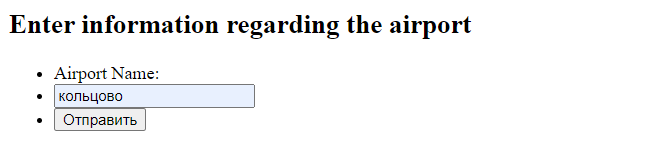 Enter information regarding the airport
Airport Name:
кольцово
Отправить